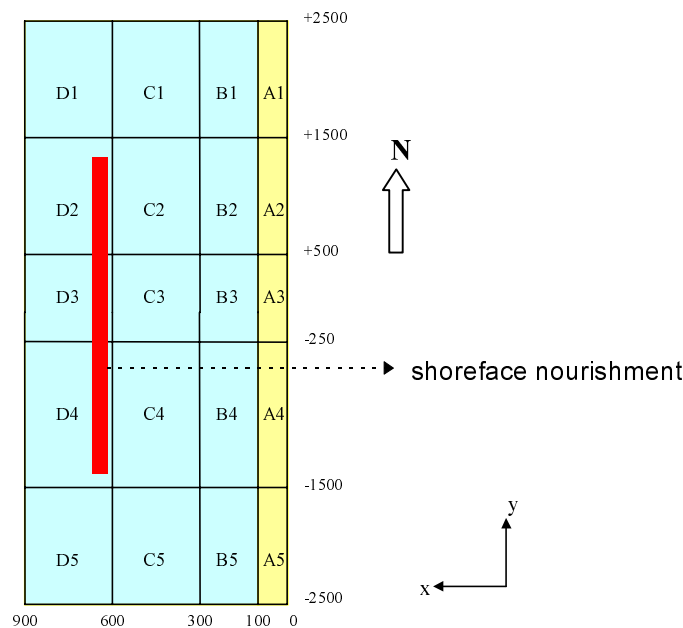 +2500
D1 C1 B1 A1
+1500
N
D2 C2 B2 A2
+500
D3 C3 B3 A3
-250
shoreface nourishment
D4 C4 B4 A4
-1500
y
D5 C5 B5 A5
x
-2500
900 600 300 100 0